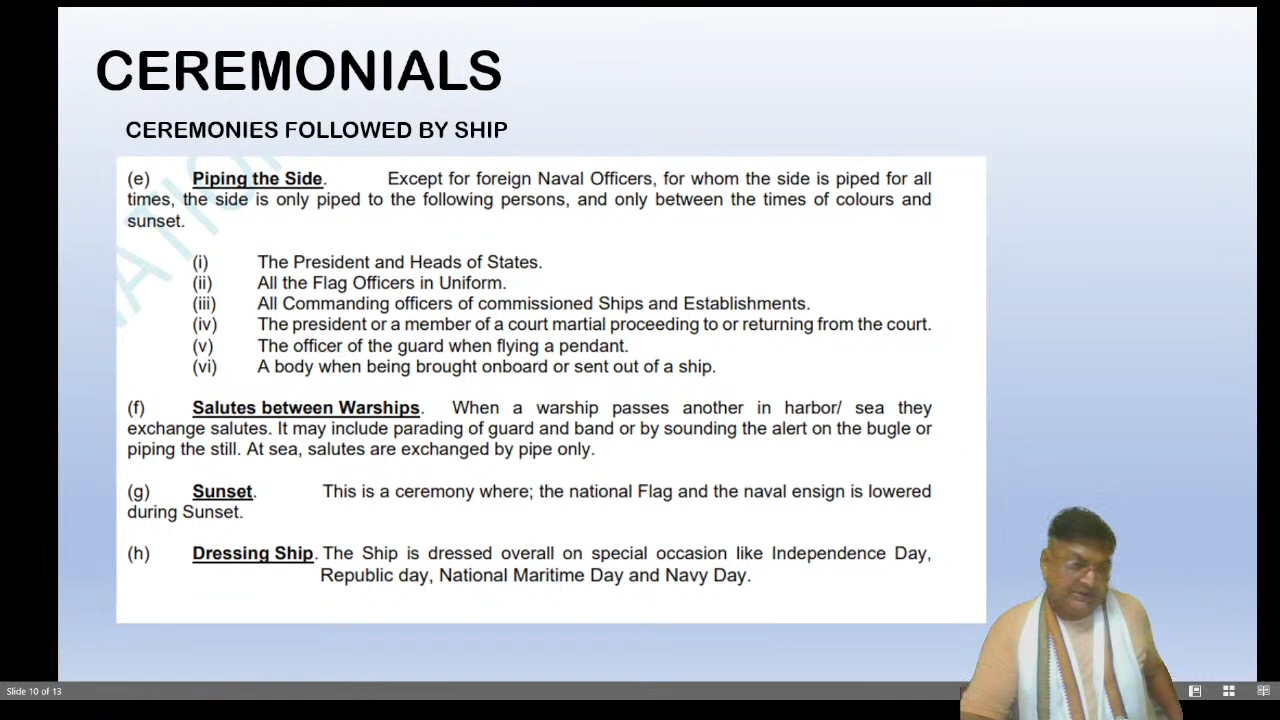 CEREMONIALS
CEREMONIES FOLLOWED BY SHIP
(e) Piping the Side. Except for foreign Naval Officers, for whom the side is piped for all
times, the side is only piped to the following persons, and only between the times of colours and
sunset.
(i) The President and Heads of States.
(ii) All the Flag Officers in Uniform.
(iii) All Commanding officers of commissioned Ships and Establishments.
(iv) The president or a member of a court martial proceeding to or returning from the court.
(v) The officer of the guard when flying a pendant.
(vi) A body when being brought onboard or sent out of a ship.
(f) Salutes between Warships. When a warship passes another in harbor/ sea they
exchange salutes. It may include parading of guard and band or by sounding the alert on the bugle or
piping the still. At sea, salutes are exchanged by pipe only.
(g) Sunset. This is a ceremony where; the national Flag and the naval ensign is lowered
during Sunset.
(h) Dressing Ship. The Ship is dressed overall on special occasion like Independence Day,
Republic day, National Maritime Day and Navy Day.
Slide 10 of 13